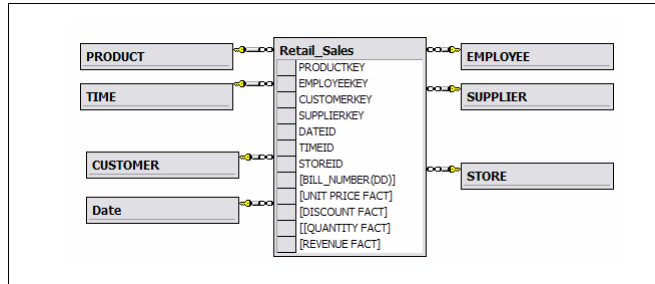 PRODUCT
TIME
CUSTOMER
Date
Retail_Sales
PRODUCTKEY
EMPLOYEEKEY
CUSTOMERKEY
SUPPLIERKEY
DATEID
TIMEID
STOREID
[BILL_NUMBER(DD)]
[UNIT PRICE FACT]
[DISCOUNT FACT]
[[QUANTITY FACT]
[REVENUE FACT]
EMPLOYEE
SUPPLIER
STORE